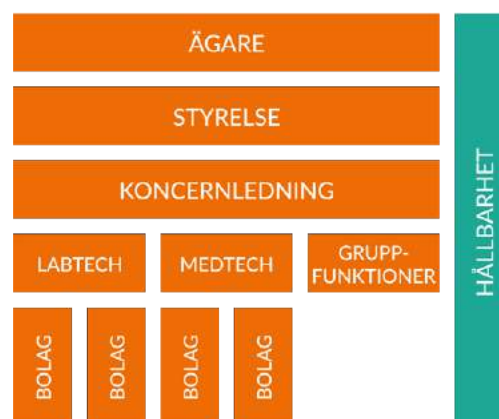 ÄGARE
STYRELSE
KONCERNLEDNING
LABTECH
MEDTECH
GRUPP-
FUNKTIONER
BOLAG
BOLAG
BOLAG
BOLAG
HÅLLBARHET